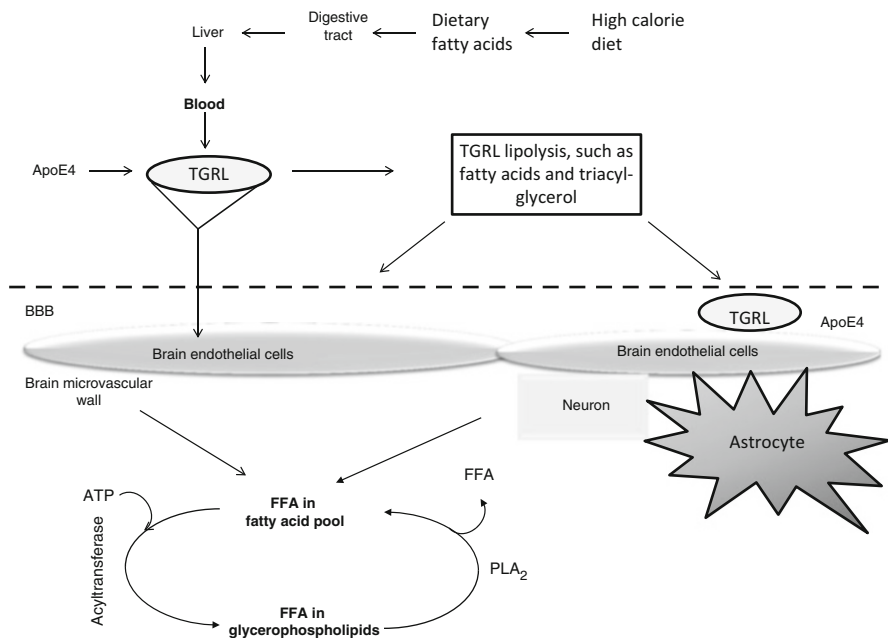 Liver
Digestive
tract
Dietary
fatty acids
High calorie
diet
Blood
ApoE4
TGRL
TGRL lipolysis, such as
fatty acids and triacyl-
glycerol
BBB
TGRL
ApoE4
Brain endothelial cells
Brain endothelial cells
Brain microvascular
wall
Neuron
Astrocyte
ATP
FFA in
fatty acid pool
FFA
Acyltransferase
PLA₂
FFA in
glycerophospholipids